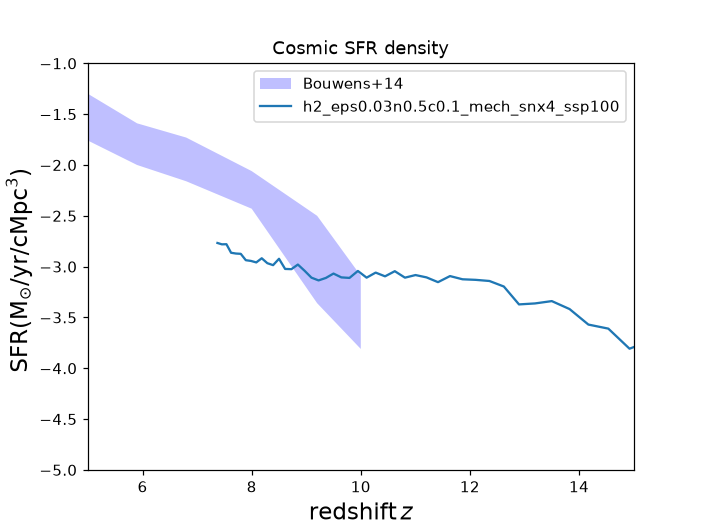 Cosmic SFR density
Bouwens+14
h2_eps0.03n0.5c0.1_mech_snx4_ssp100
SFR(M⊙/yr/cMpc³)
−1.0
−1.5
−2.0
−2.5
−3.0
−3.5
−4.0
−4.5
−5.0
6 8 10 12 14
redshift z